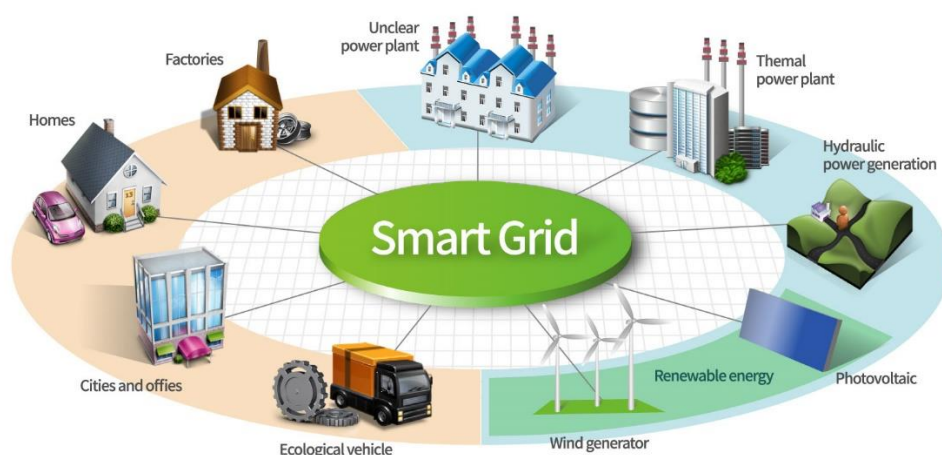 Unclear
power plant
Factories
Themal
power plant
Homes
Hydraulic
power generation
Smart Grid
Cities and offies
Renewable energy
Photovoltaic
Ecological vehicle
Wind generator